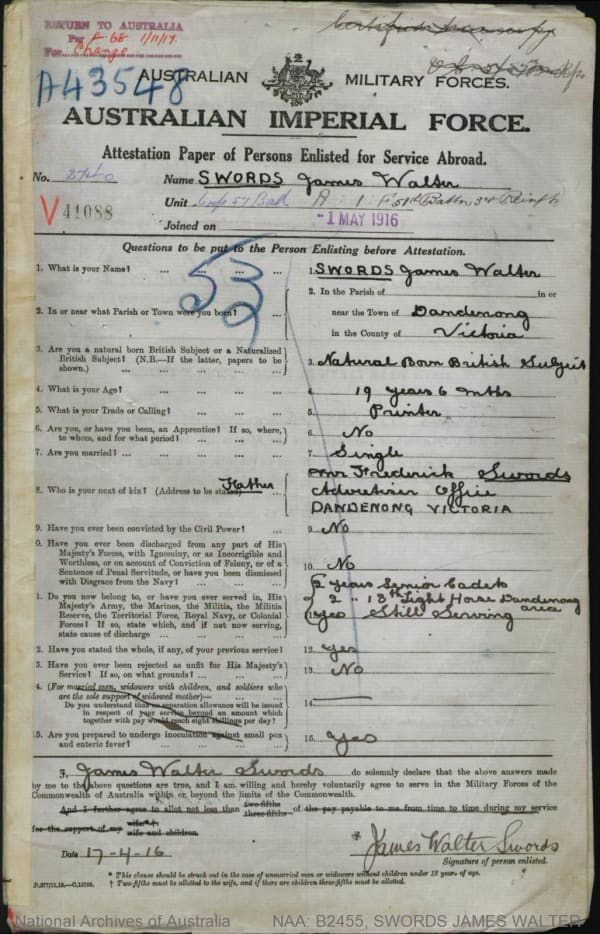 RETURN TO AUSTRALIA
Per A 68 1/11/17.
For Change
A43548
AUSTRALIAN MILITARY FORCES.
AUSTRALIAN IMPERIAL FORCE.
Attestation Paper of Persons Enlisted for Service Abroad.
No. Name SWORDS James Walter
V 41088
Unit 57 Batt
Joined on -1 MAY 1916
Questions to be put to the Person Enlisting before Attestation.
1. What is your Name? ... 1. SWORDS James Walter
2. In or near what Parish or Town were you born? ... 2. In the Parish of in or
near the Town of Dandenong
in the County of Victoria
3. Are you a natural born British Subject or a Naturalized
British Subject? (N.B.—If the latter, papers to be
shown.) ... 3. Natural Born British Subject
4. What is your Age? ... 4. 19 years 6 mths
5. What is your Trade or Calling? ... 5. Printer
6. Are you, or have you been, an Apprentice? If so, where,
to whom, and for what period? ... 6. No
7. Are you married? ... 7. Single
8. Who is your next of kin? (Address to be stated) Father
Mr Frederick Swords
Advertiser Office
DANDENONG VICTORIA
9. Have you ever been convicted by the Civil Power? ... 9. No
0. Have you ever been discharged from any part of His
Majesty's Forces, with Ignominy, or as Incorrigible and
Worthless, or on account of Conviction of Felony, or of a
Sentence of Penal Servitude, or have you been dismissed
with Disgrace from the Navy? ... 10. No
1. Do you now belong to, or have you ever served in, His
Majesty's Army, the Marines, the Militia, the Militia
Reserve, the Territorial Force, Royal Navy, or Colonial
Forces? If so, state which, and if not now serving,
state cause of discharge
2 years Senior Cadets
2 " 13th Light Horse Dandenong area
Yes Still Serving
2. Have you stated the whole, if any, of your previous service? 12. Yes
3. Have you ever been rejected as unfit for His Majesty's
Service? If so, on what grounds? ... 13. No
4. (For married men, widowers with children, and soldiers who
are the sole support of widowed mother)—
Do you understand that no separation allowance will be issued
in respect of your service beyond an amount which
together with pay would reach eight shillings per day? 14.
5. Are you prepared to undergo inoculation against small pox
and enteric fever? ... 15. Yes
I, James Walter Swords do solemnly declare that the above answers made
by me to the above questions are true, and I am willing and hereby voluntarily agree to serve in the Military Forces of the
Commonwealth of Australia within or beyond the limits of the Commonwealth.
And I further agree to allot not less than two-fifths three-fifths of the pay payable to me from time to time during my service
for the support of my wife*† wife and children.
Date 17-4-16
* James Walter Swords
Signature of person enlisted.
* This clause should be struck out in the case of unmarried men or widowers without children under 18 year of age.
† Two-fifths must be allotted to the wife, and if there are children three-fifths must be allotted.
National Archives of Australia NAA: B2455, SWORDS JAMES WALTER